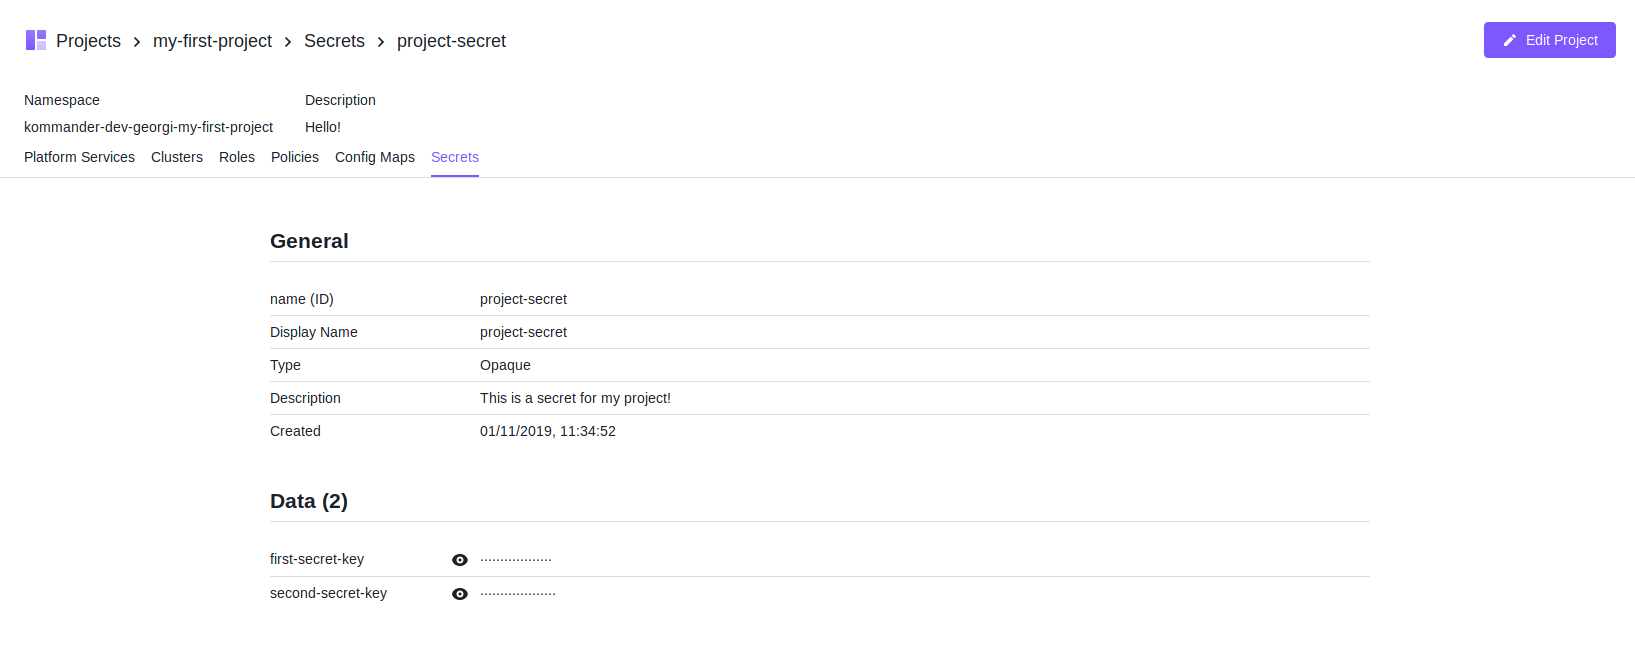 Projects > my-first-project > Secrets > project-secret
Edit Project
Namespace Description
kommander-dev-georgi-my-first-project Hello!
Platform Services Clusters Roles Policies Config Maps Secrets
General
name (ID) project-secret
Display Name project-secret
Type Opaque
Description This is a secret for my project!
Created 01/11/2019, 11:34:52
Data (2)
first-secret-key ··················
second-secret-key ···················